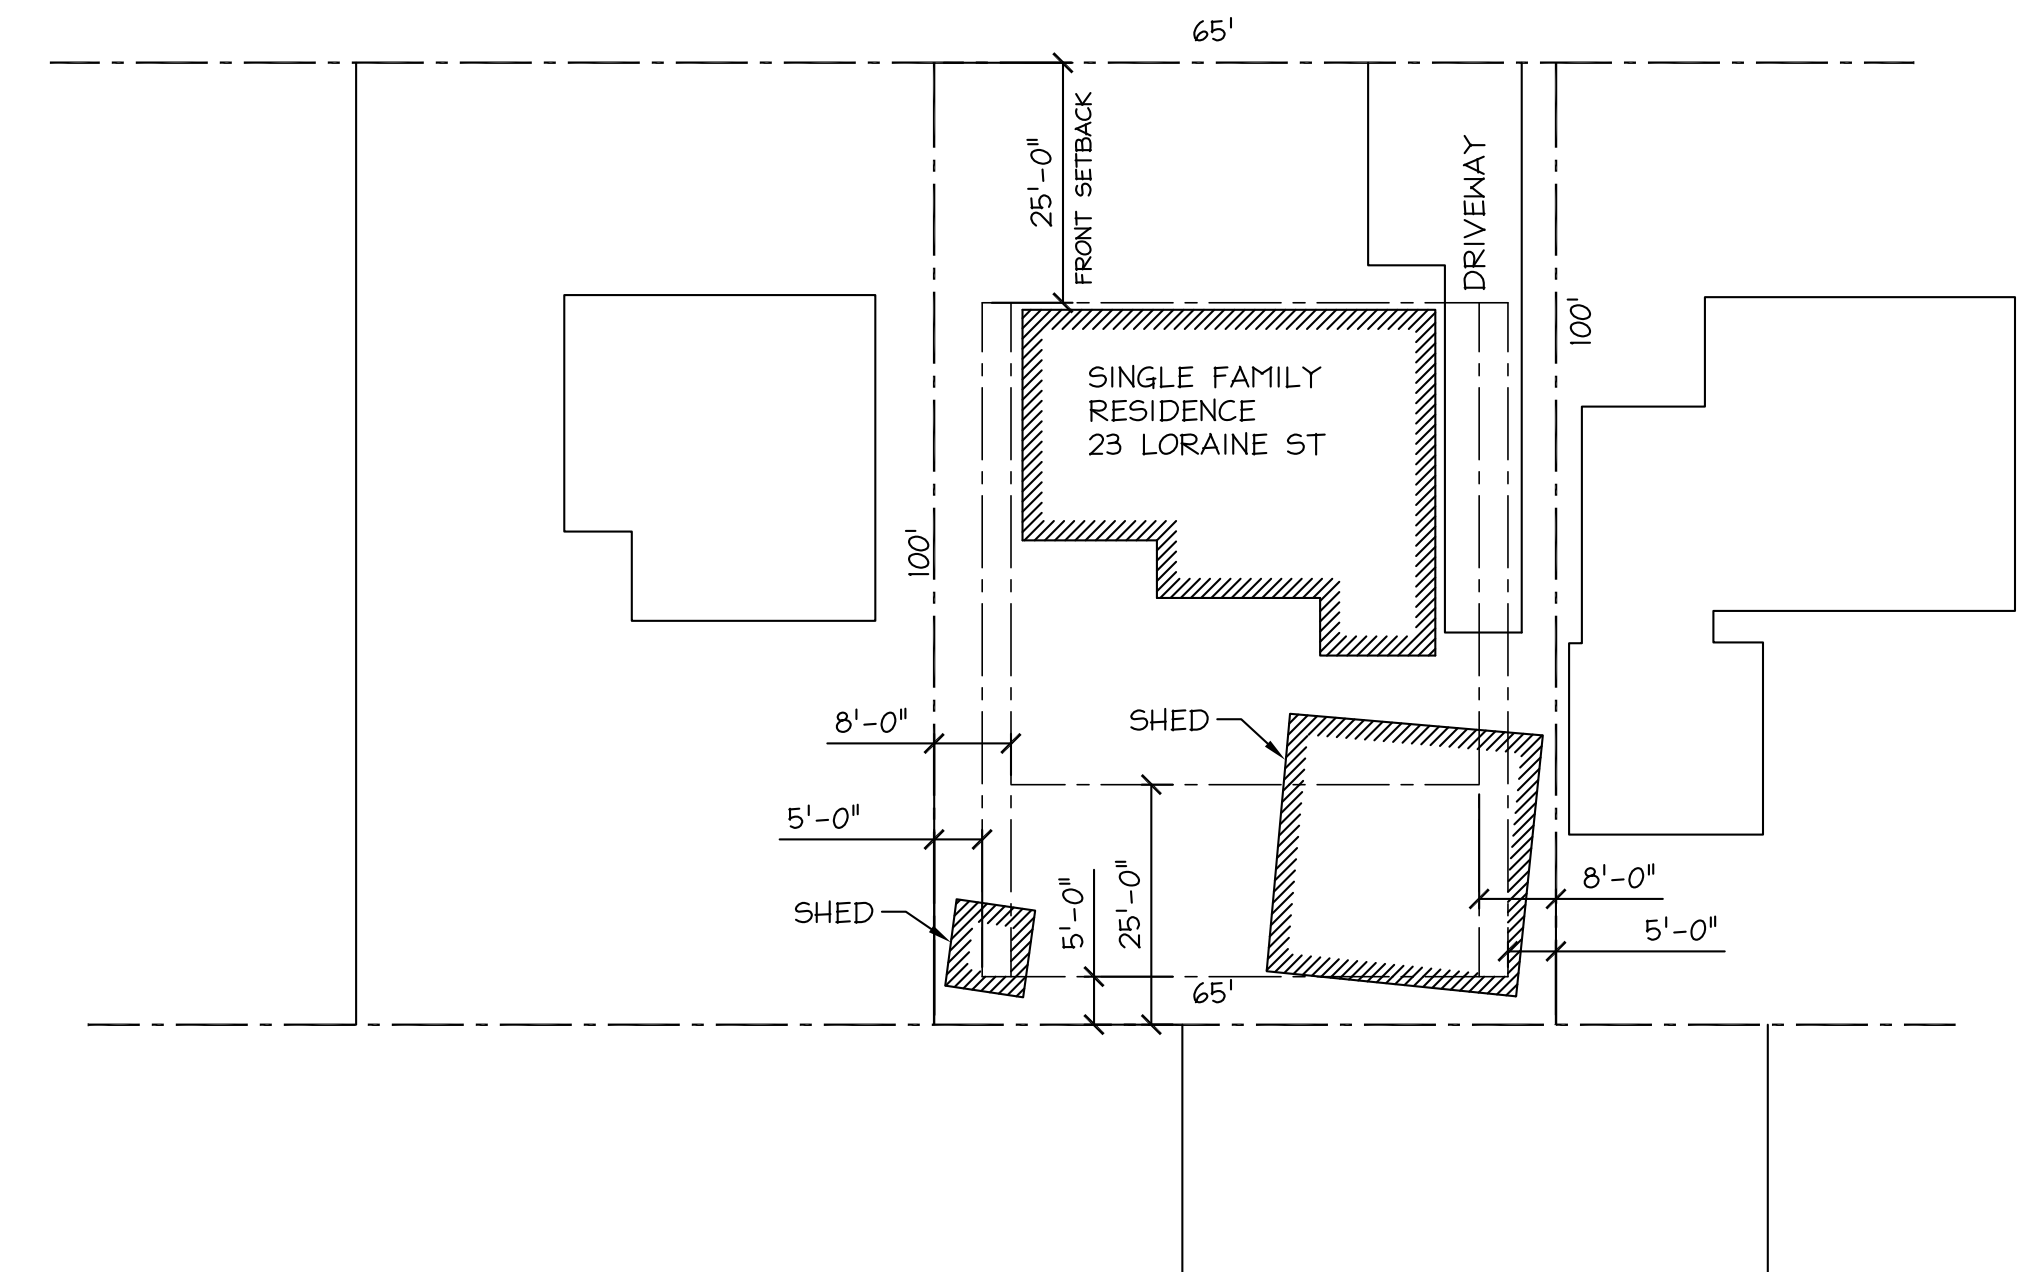 65'
25'-0"
FRONT SETBACK
DRIVEWAY
100'
SINGLE FAMILY
RESIDENCE
23 LORAINE ST
100'
8'-0"
SHED
5'-0"
SHED
5'-0"
25'-0"
8'-0"
5'-0"
65'